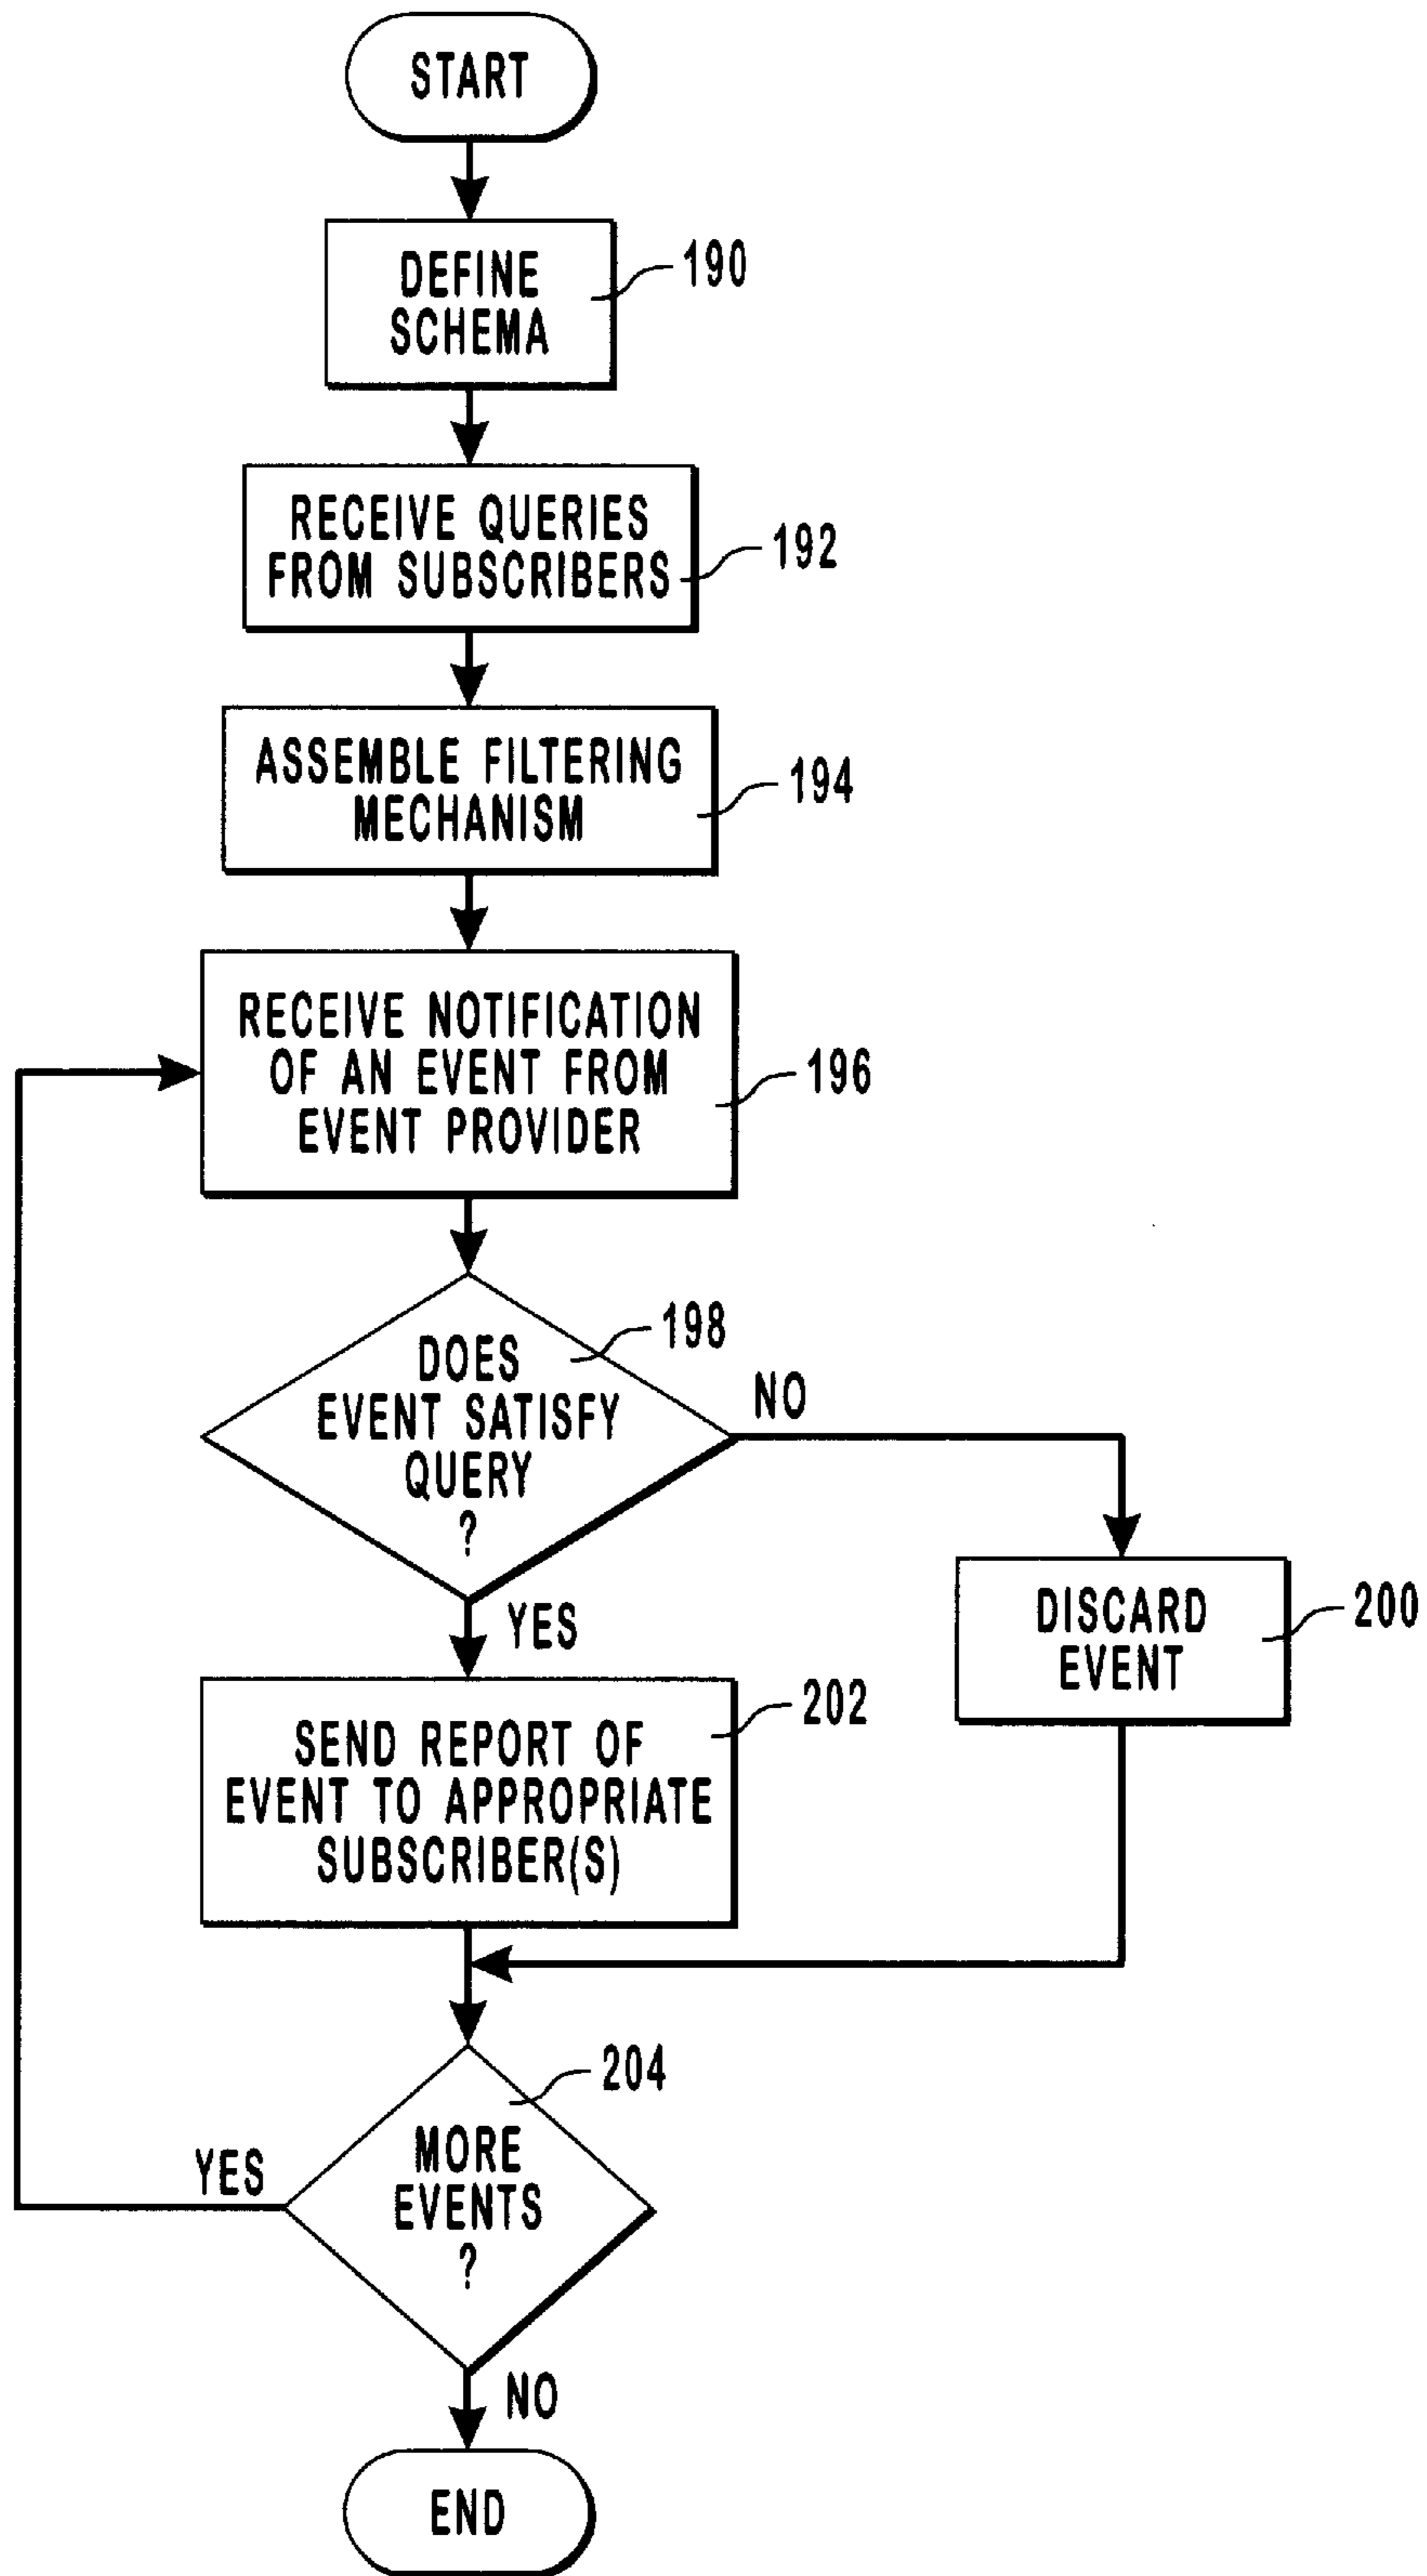 START
DEFINE
SCHEMA
190
RECEIVE QUERIES
FROM SUBSCRIBERS
192
ASSEMBLE FILTERING
MECHANISM
194
RECEIVE NOTIFICATION
OF AN EVENT FROM
EVENT PROVIDER
196
DOES
EVENT SATISFY
QUERY
?
198
NO
YES
DISCARD
EVENT
200
SEND REPORT OF
EVENT TO APPROPRIATE
SUBSCRIBER(S)
202
MORE
EVENTS
?
204
YES
NO
END